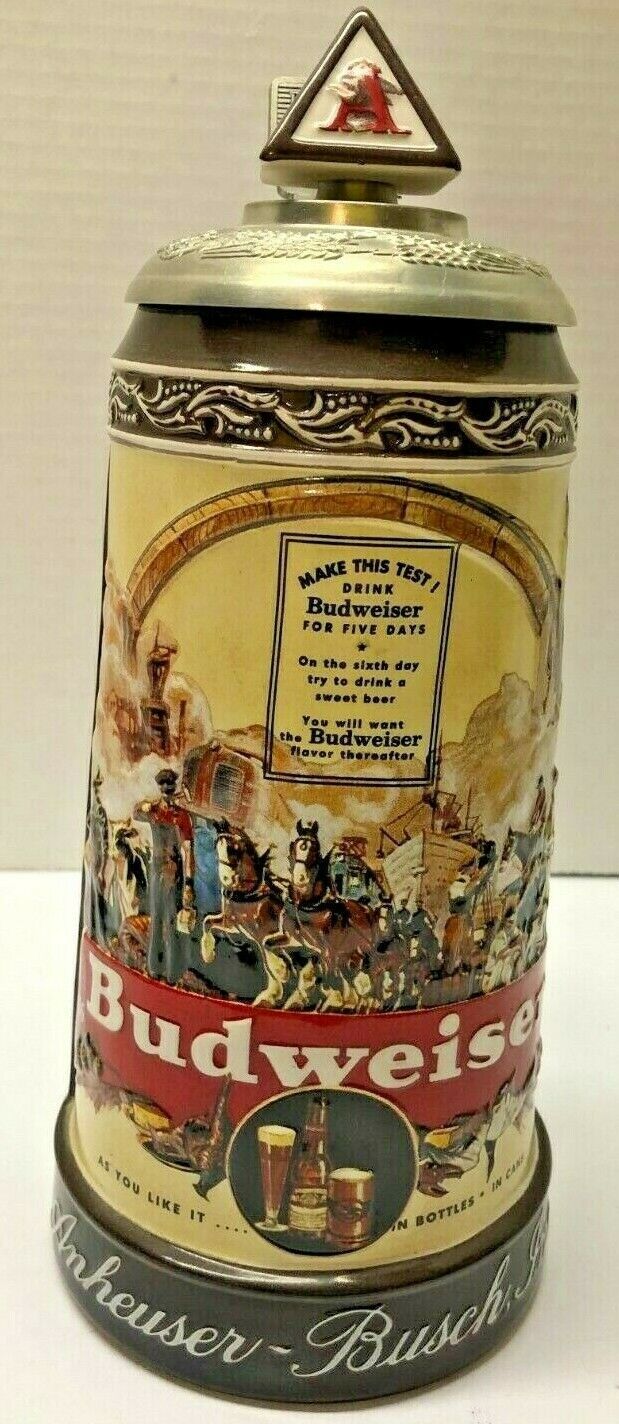 A
MAKE THIS TEST!
DRINK
Budweiser
FOR FIVE DAYS
On the sixth day
try to drink a
sweet beer
You will want
the Budweiser
flavor thereafter
Budweiser
AS YOU LIKE IT .... IN BOTTLES • IN CANS
Anheuser-Busch,